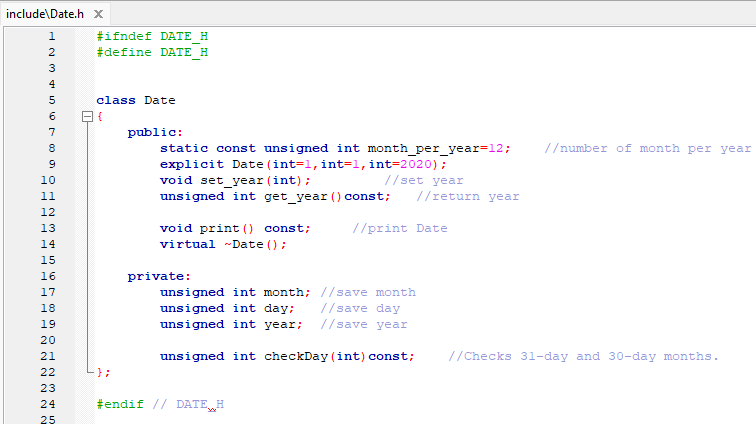 include\Date.h X
1 #ifndef DATE_H
2 #define DATE_H
3
4
5 class Date
6 {
7 public:
8 static const unsigned int month_per_year=12; //number of month per year
9 explicit Date(int=1,int=1,int=2020);
10 void set_year(int); //set year
11 unsigned int get_year()const; //return year
12
13 void print() const; //print Date
14 virtual ~Date();
15
16 private:
17 unsigned int month; //save month
18 unsigned int day; //save day
19 unsigned int year; //save year
20
21 unsigned int checkDay(int)const; //Checks 31-day and 30-day months.
22 };
23
24 #endif // DATE_H
25